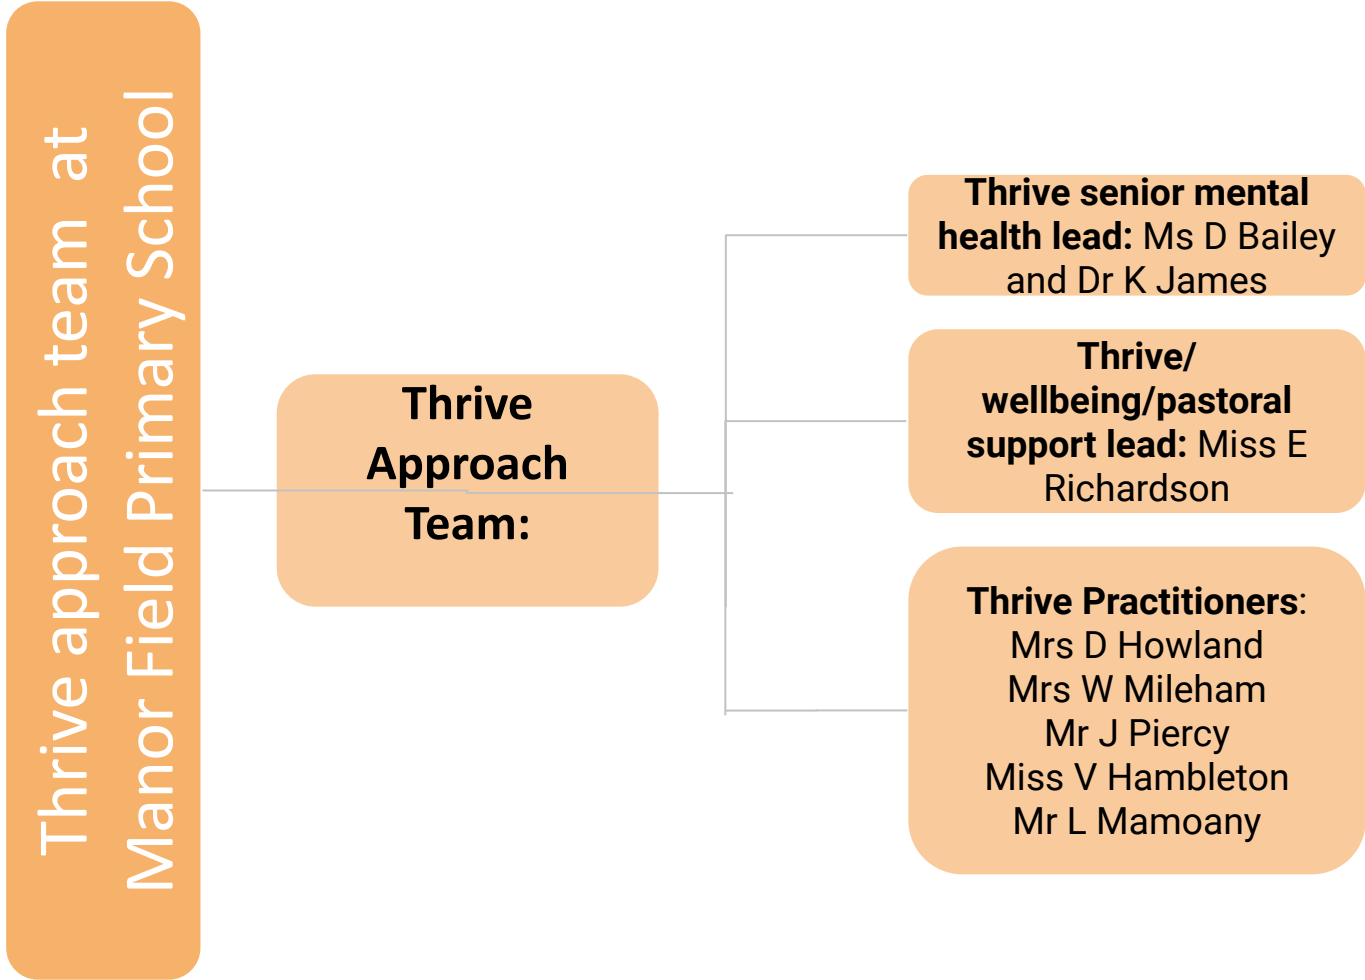 Thrive approach team at
Manor Field Primary School
Thrive
Approach
Team:
Thrive senior mental
health lead: Ms D Bailey
and Dr K James
Thrive/
wellbeing/pastoral
support lead: Miss E
Richardson
Thrive Practitioners:
Mrs D Howland
Mrs W Mileham
Mr J Piercy
Miss V Hambleton
Mr L Mamoany